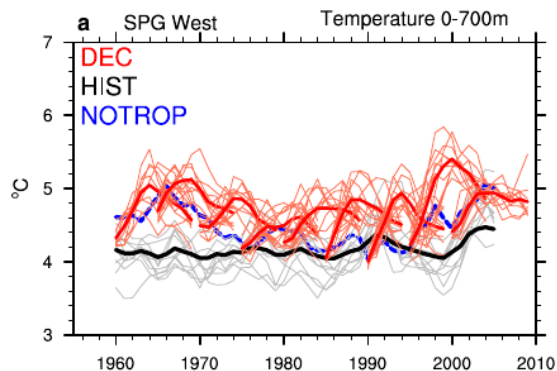 a SPG West Temperature 0-700m
DEC
HIST
NOTROP
°C
7
6
5
4
3
1960 1970 1980 1990 2000 2010